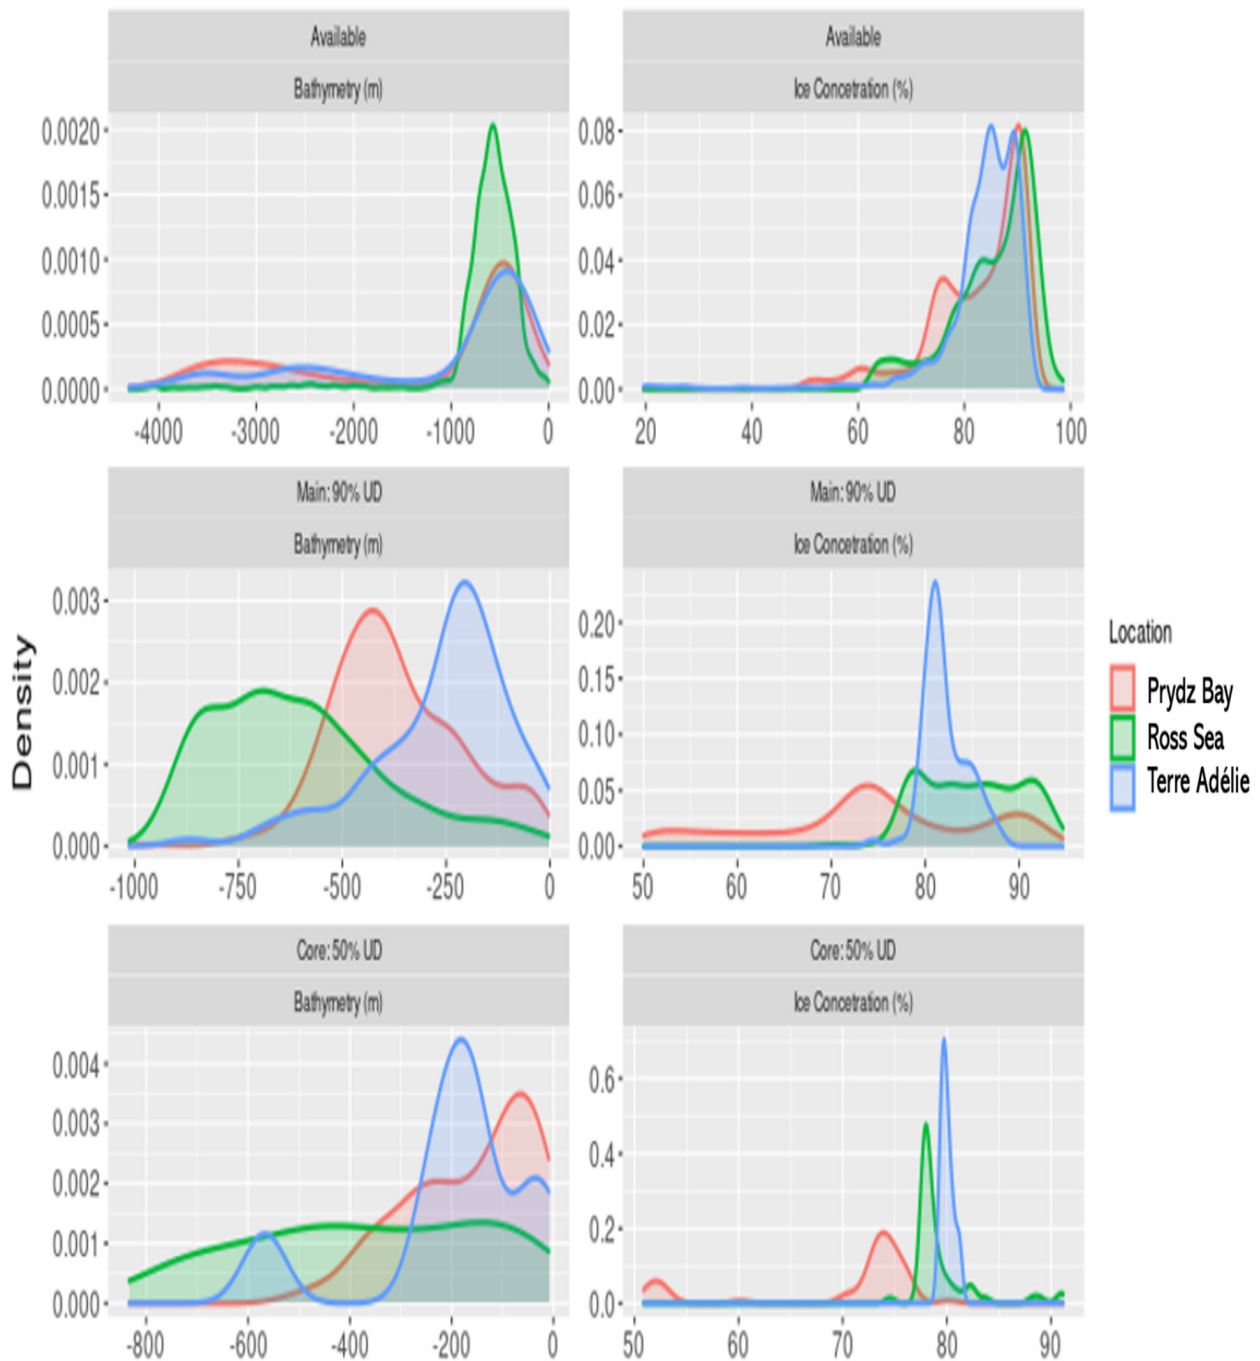 Available
Available
Bathymetry (m)
Ice Concetration (%)
0.0020
0.0015
0.0010
0.0005
0.0000
-4000 -3000 -2000 -1000 0
0.08
0.06
0.04
0.02
0.00
20 40 60 80 100
Main: 90% UD
Main: 90% UD
Bathymetry (m)
Ice Concetration (%)
0.003
0.002
0.001
0.000
-1000 -750 -500 -250 0
0.20
0.15
0.10
0.05
0.00
50 60 70 80 90
Density
Location
Prydz Bay
Ross Sea
Terre Adélie
Core: 50% UD
Core: 50% UD
Bathymetry (m)
Ice Concetration (%)
0.004
0.003
0.002
0.001
0.000
-800 -600 -400 -200 0
0.6
0.4
0.2
0.0
50 60 70 80 90